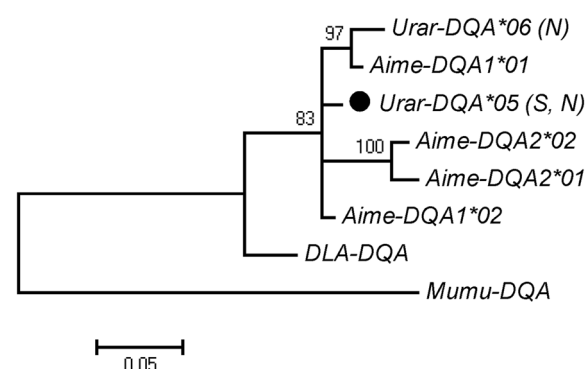 97
Urar-DQA*06 (N)
Aime-DQA1*01
Urar-DQA*05 (S, N)
83
100
Aime-DQA2*02
Aime-DQA2*01
Aime-DQA1*02
DLA-DQA
Mumu-DQA
0.05